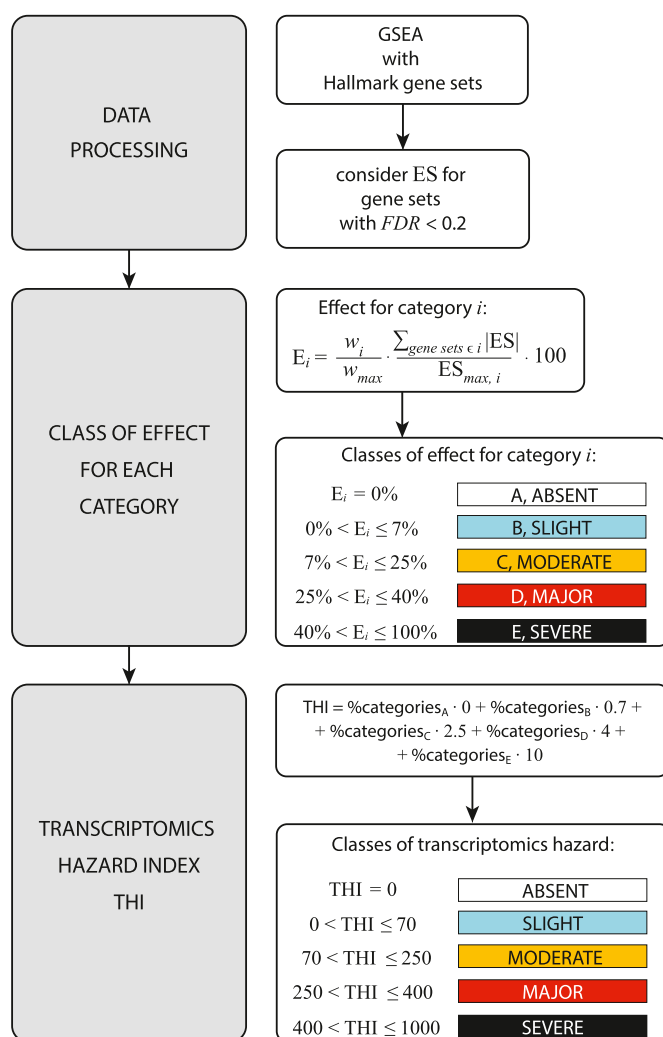 DATA
PROCESSING
GSEA
with
Hallmark gene sets
consider ES for
gene sets
with FDR < 0.2
CLASS OF EFFECT
FOR EACH
CATEGORY
Effect for category i:
E_i = w_i / w_max · ∑_gene sets ϵ i |ES| / ES_max, i · 100
Classes of effect for category i:
E_i = 0% A, ABSENT
0% < E_i ≤ 7% B, SLIGHT
7% < E_i ≤ 25% C, MODERATE
25% < E_i ≤ 40% D, MAJOR
40% < E_i ≤ 100% E, SEVERE
TRANSCRIPTOMICS
HAZARD INDEX
THI
THI = %categories_A · 0 + %categories_B · 0.7 +
+ %categories_C · 2.5 + %categories_D · 4 +
+ %categories_E · 10
Classes of transcriptomics hazard:
THI = 0 ABSENT
0 < THI ≤ 70 SLIGHT
70 < THI ≤ 250 MODERATE
250 < THI ≤ 400 MAJOR
400 < THI ≤ 1000 SEVERE